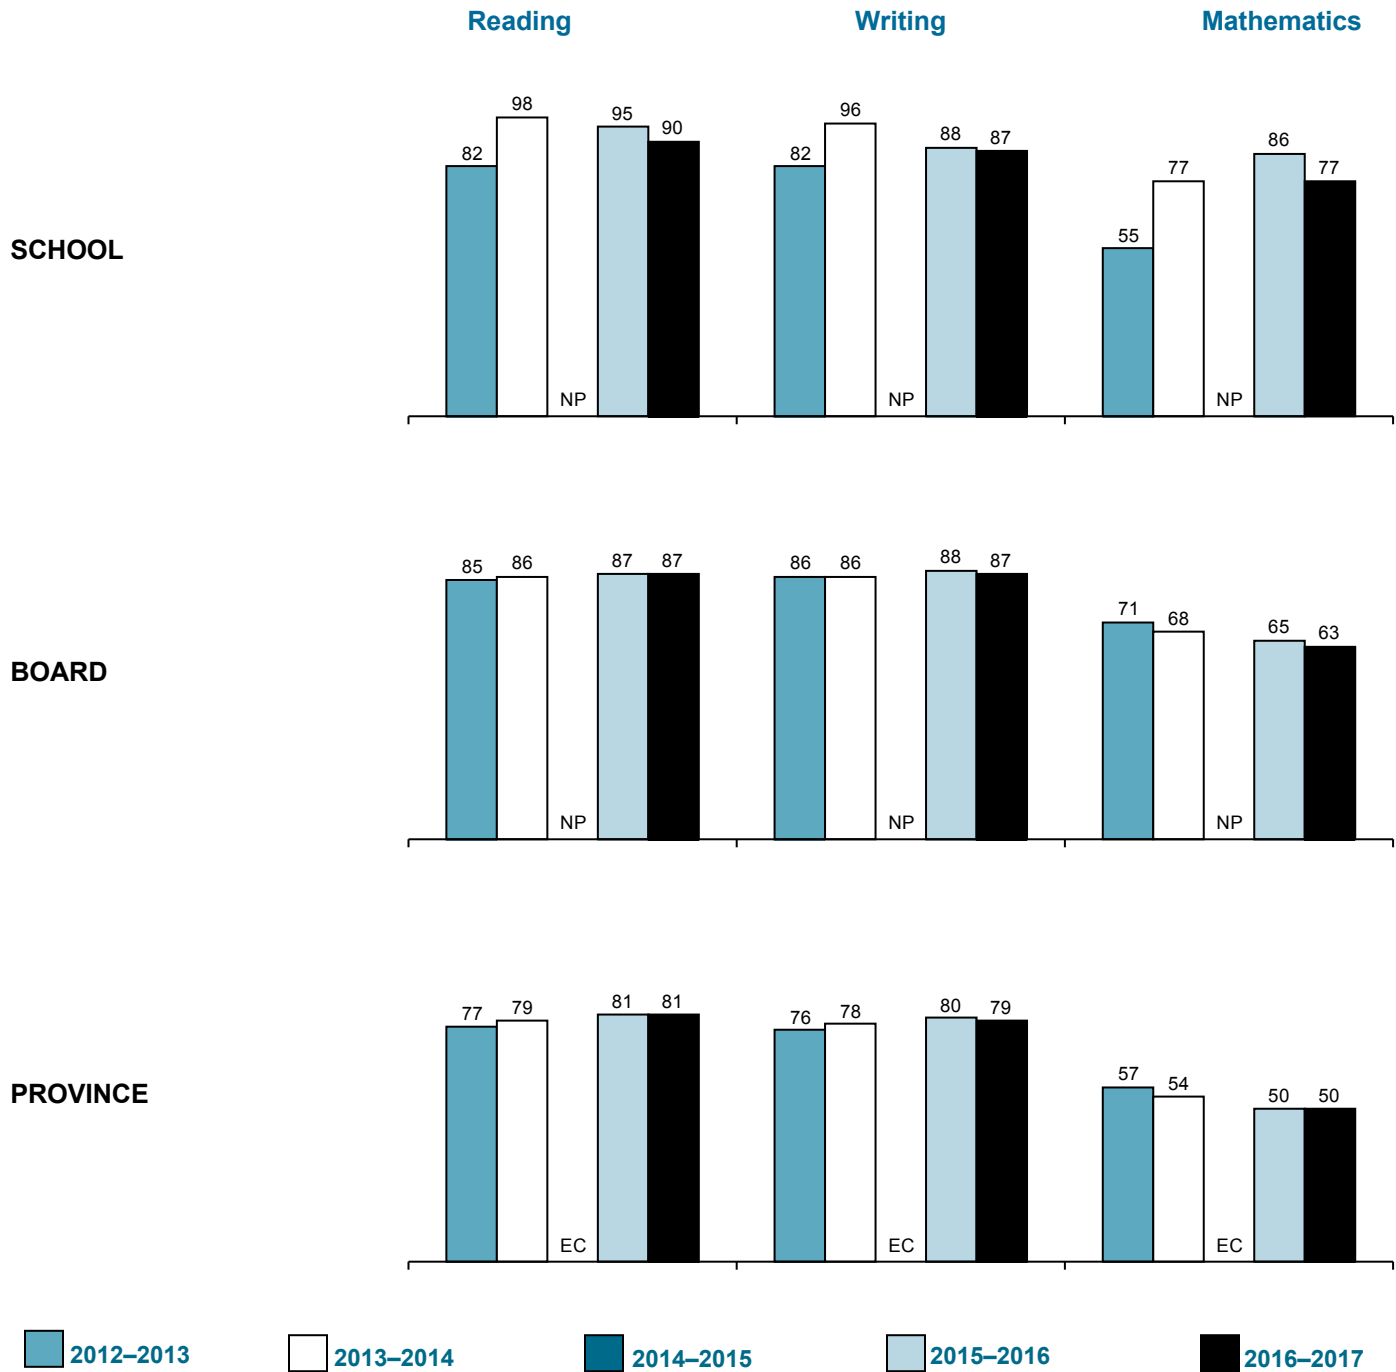 Reading Writing Mathematics
SCHOOL
82 98 NP 95 90
82 96 NP 88 87
55 77 NP 86 77
BOARD
85 86 NP 87 87
86 86 NP 88 87
71 68 NP 65 63
PROVINCE
77 79 EC 81 81
76 78 EC 80 79
57 54 EC 50 50
2012–2013 2013–2014 2014–2015 2015–2016 2016–2017